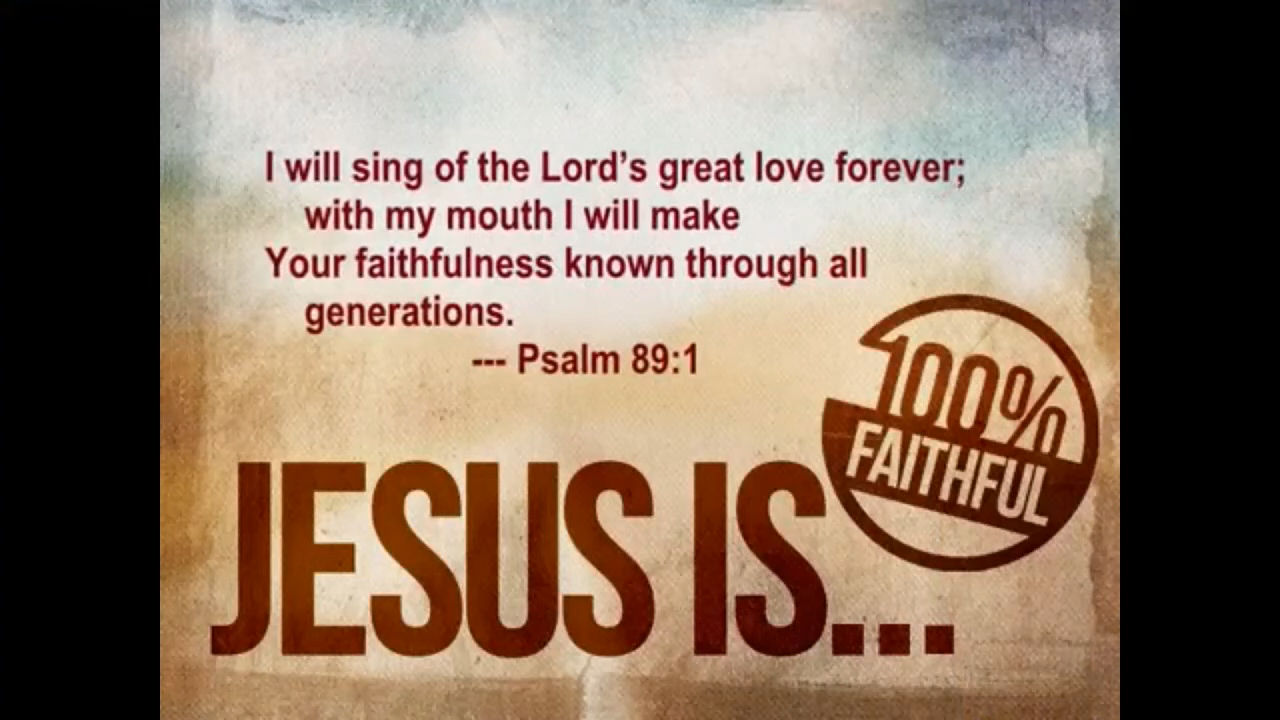 I will sing of the Lord’s great love forever;
with my mouth I will make
Your faithfulness known through all
generations.
--- Psalm 89:1
100%
FAITHFUL
JESUS IS...